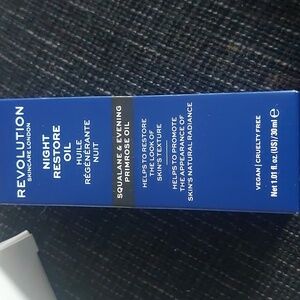 REVOLUTION
SKINCARE LONDON
NIGHT
RESTORE
OIL
HUILE
RÉGÉNÉRANTE
NUIT
SQUALANE & EVENING
PRIMROSE OIL
HELPS TO RESTORE
THE LOOK OF
SKIN'S TEXTURE
HELPS TO PROMOTE
THE APPEARANCE OF
SKIN'S NATURAL RADIANCE
VEGAN | CRUELTY FREE
Net 1.01 fl. oz. (US)/30ml ℮